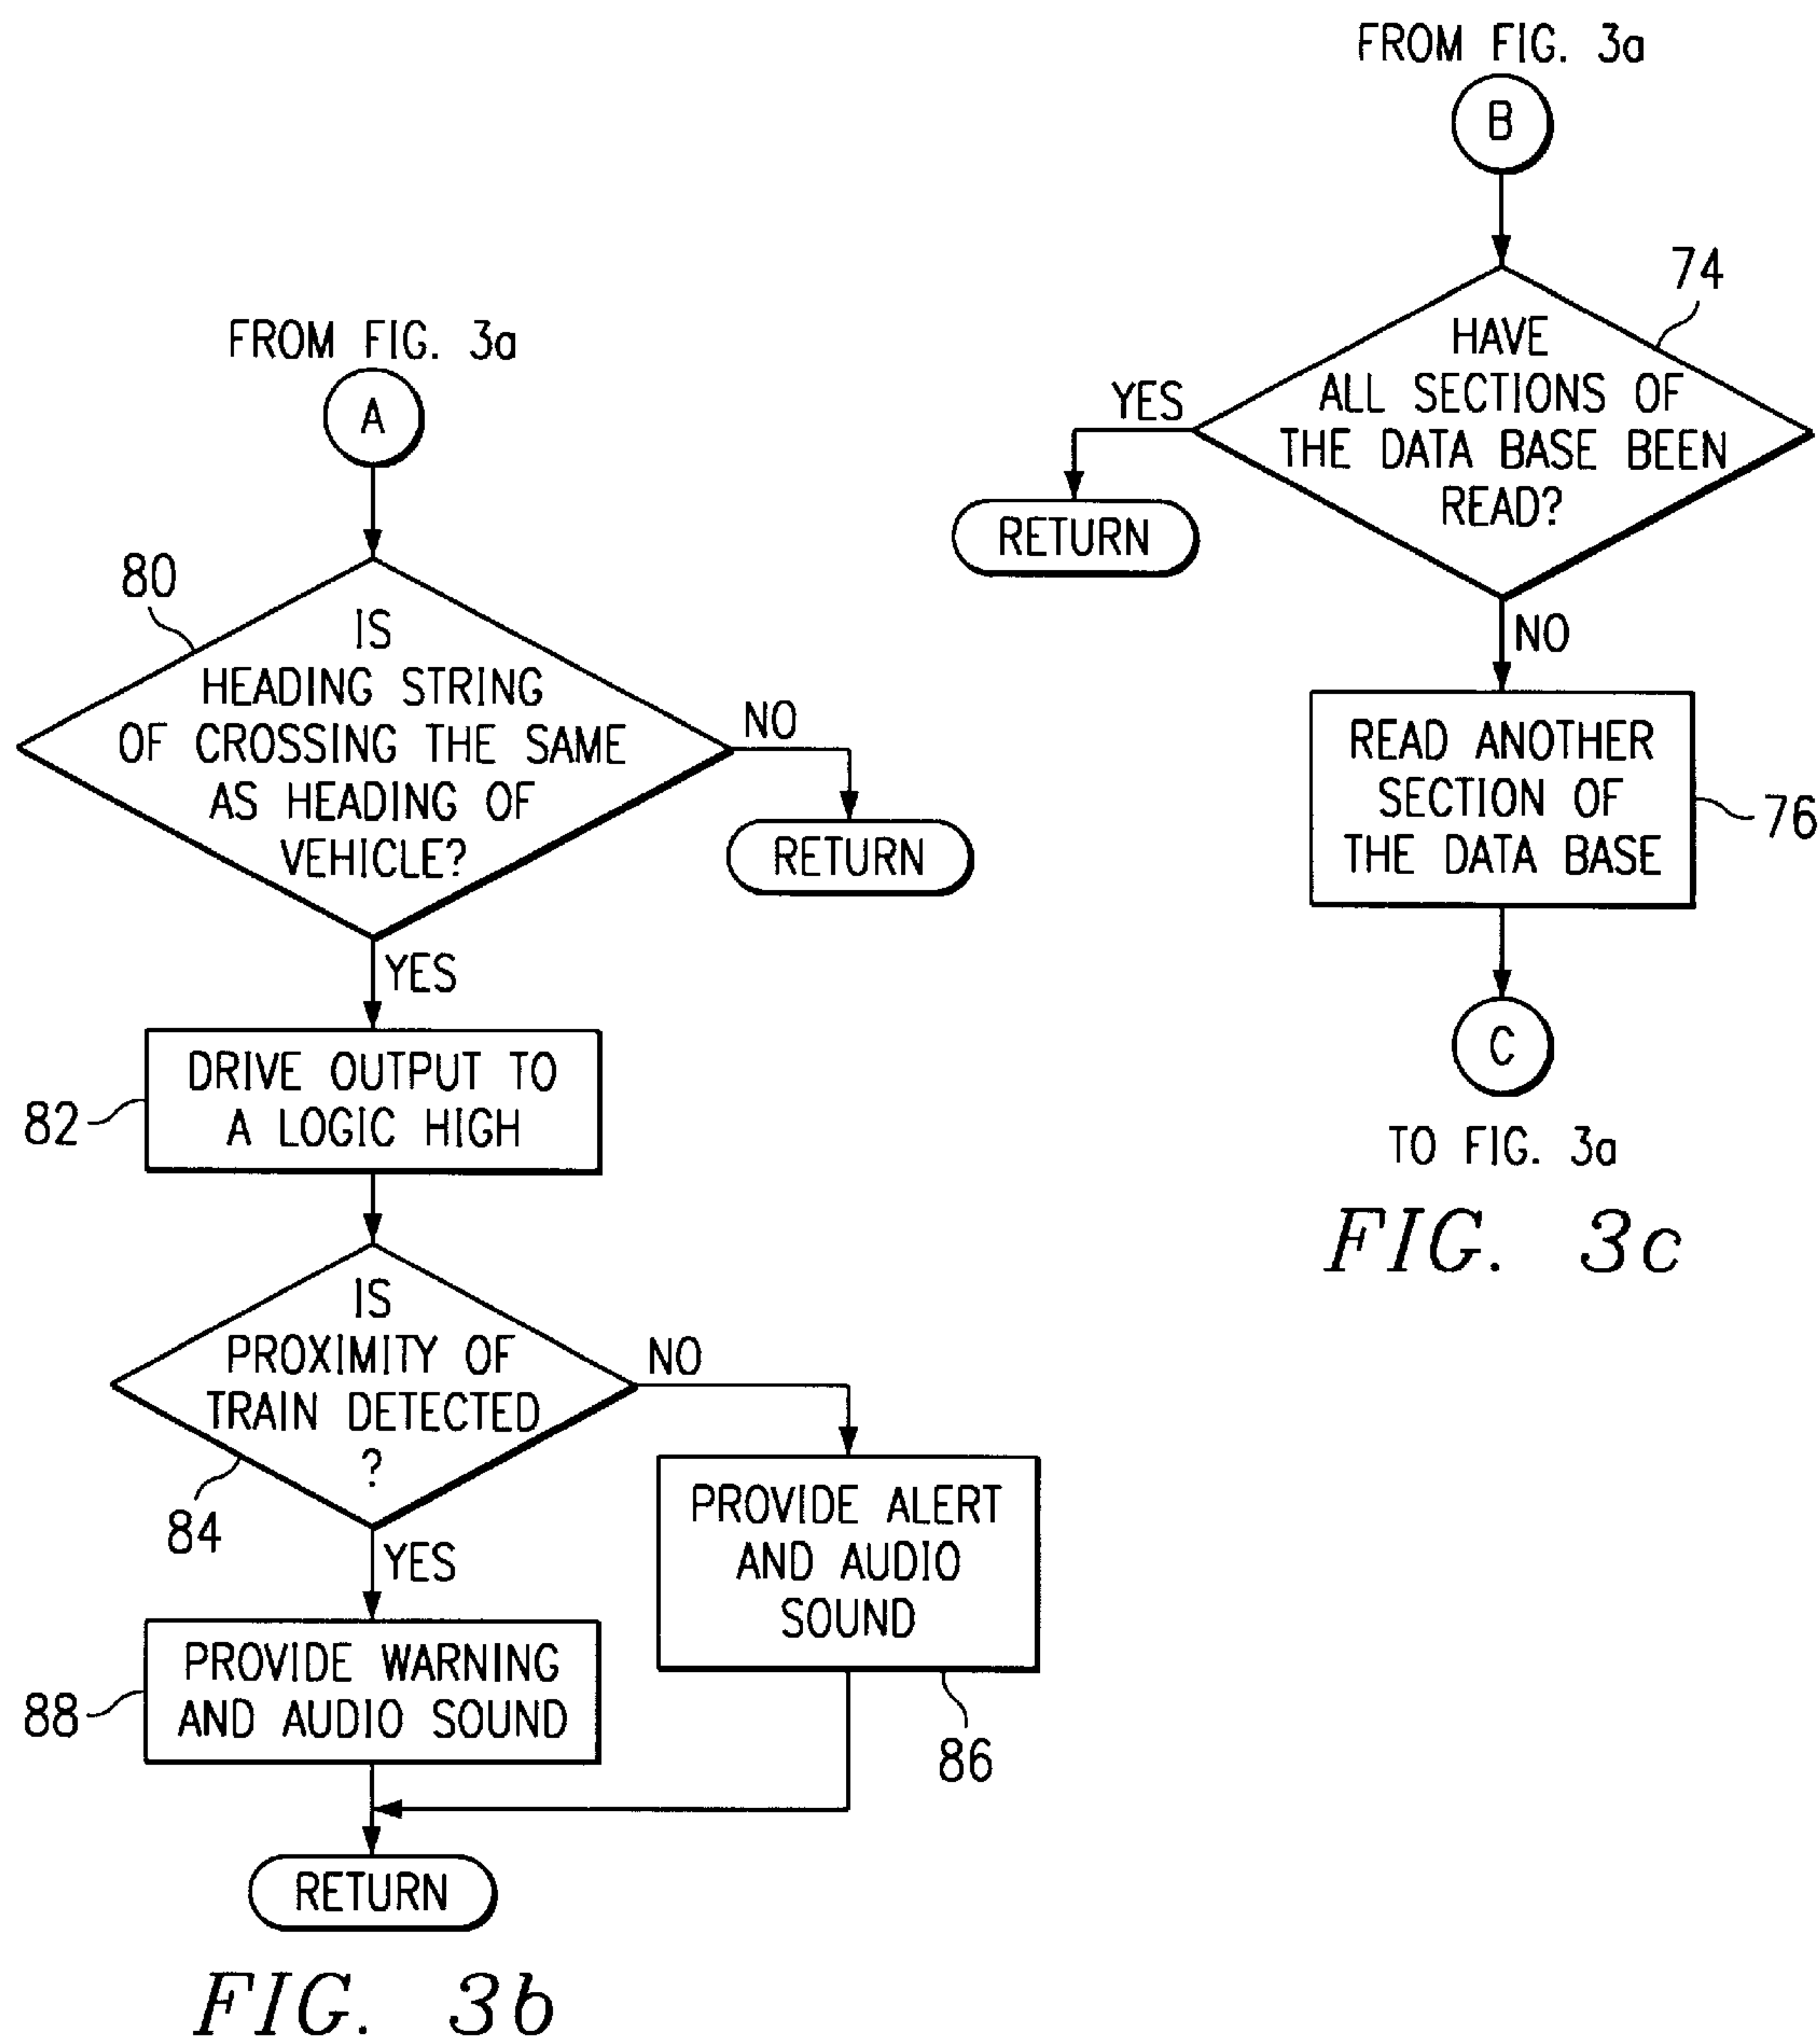 FROM FIG. 3a
A
80
IS
HEADING STRING
OF CROSSING THE SAME
AS HEADING OF
VEHICLE?
NO
RETURN
YES
DRIVE OUTPUT TO
A LOGIC HIGH
82
IS
PROXIMITY OF
TRAIN DETECTED
?
84
NO
PROVIDE ALERT
AND AUDIO
SOUND
86
YES
PROVIDE WARNING
AND AUDIO SOUND
88
RETURN
FIG. 3b
FROM FIG. 3a
B
74
HAVE
ALL SECTIONS OF
THE DATA BASE BEEN
READ?
YES
RETURN
NO
READ ANOTHER
SECTION OF
THE DATA BASE
76
C
TO FIG. 3a
FIG. 3c